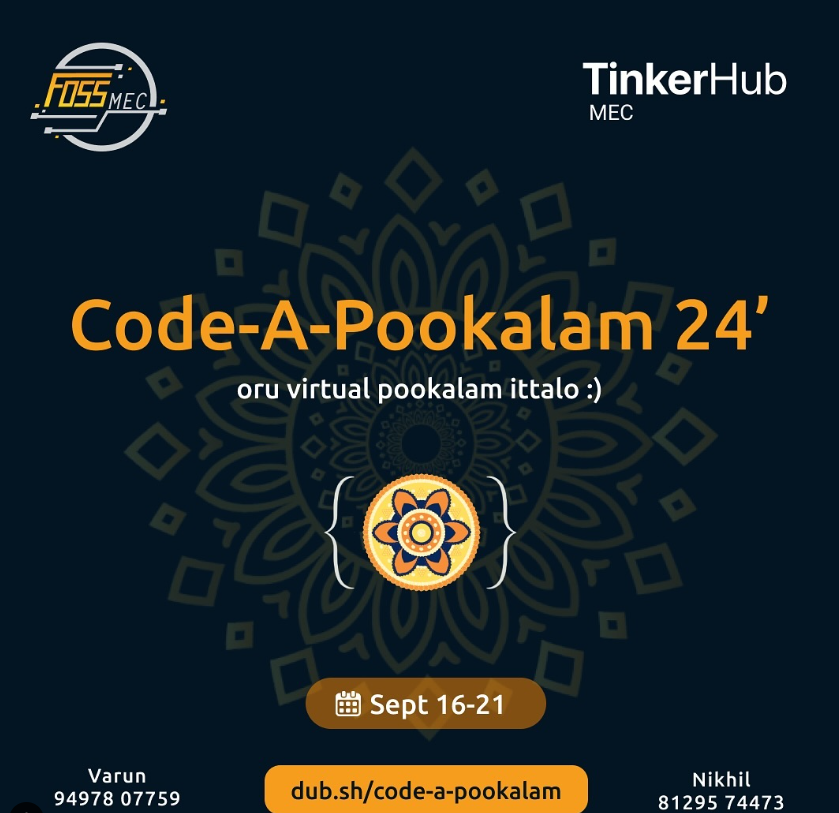 FOSS MEC
TinkerHub
MEC
Code-A-Pookalam 24’
oru virtual pookalam ittalo :)
Sept 16-21
Varun
94978 07759
dub.sh/code-a-pookalam
Nikhil
81295 74473